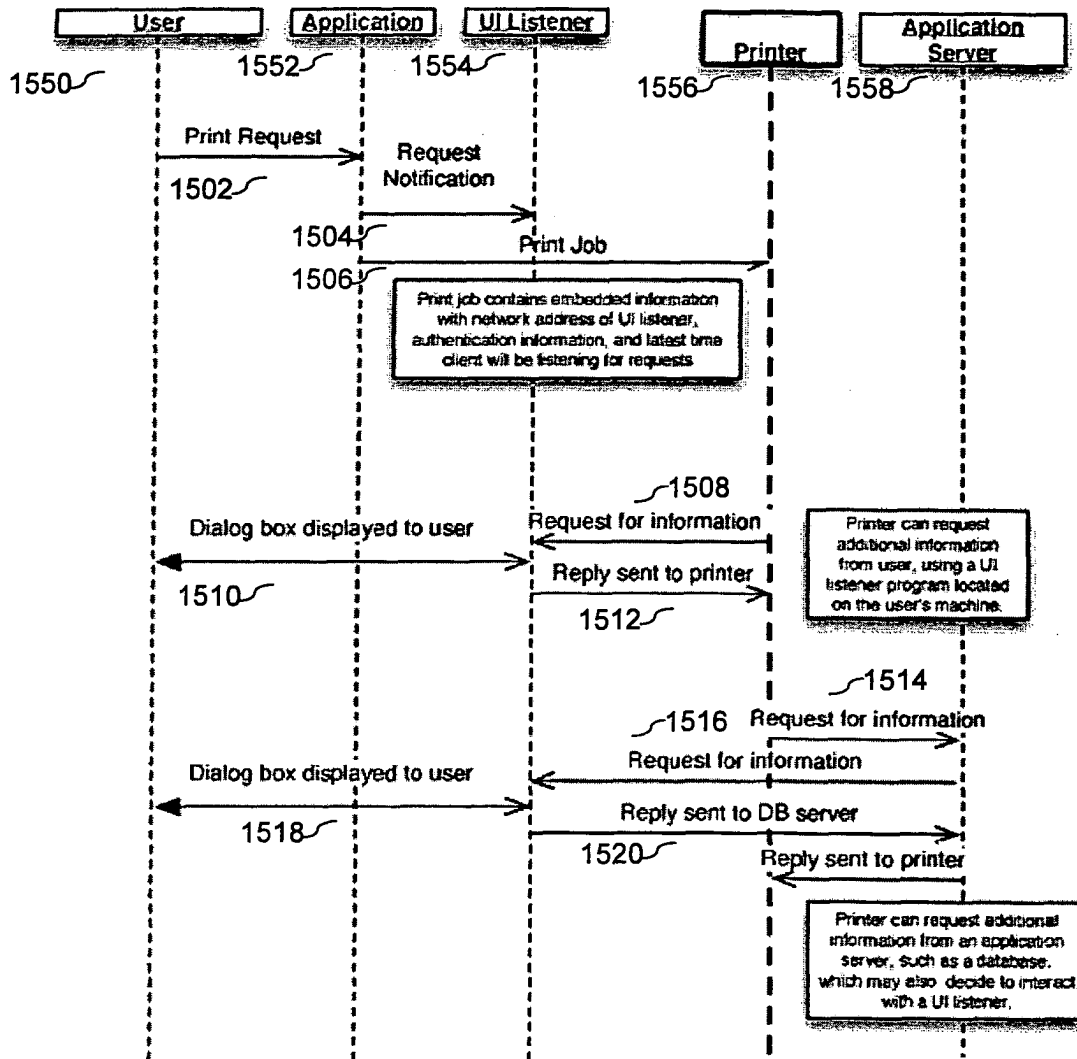 User
Application
UI Listener
Printer
Application
Server
1550
1552
1554
1556
1558
Print Request
1502
Request
Notification
1504
Print Job
1506
Print job contains embedded information
with network address of UI listener,
authentication information, and latest time
client will be listening for requests
1508
Request for information
Dialog box displayed to user
1510
Reply sent to printer
1512
Printer can request
additional information
from user, using a UI
listener program located
on the user's machine.
1514
Request for information
1516
Request for information
Dialog box displayed to user
1518
Reply sent to DB server
1520
Reply sent to printer
Printer can request additional
information from an application
server, such as a database,
which may also decide to interact
with a UI listener.